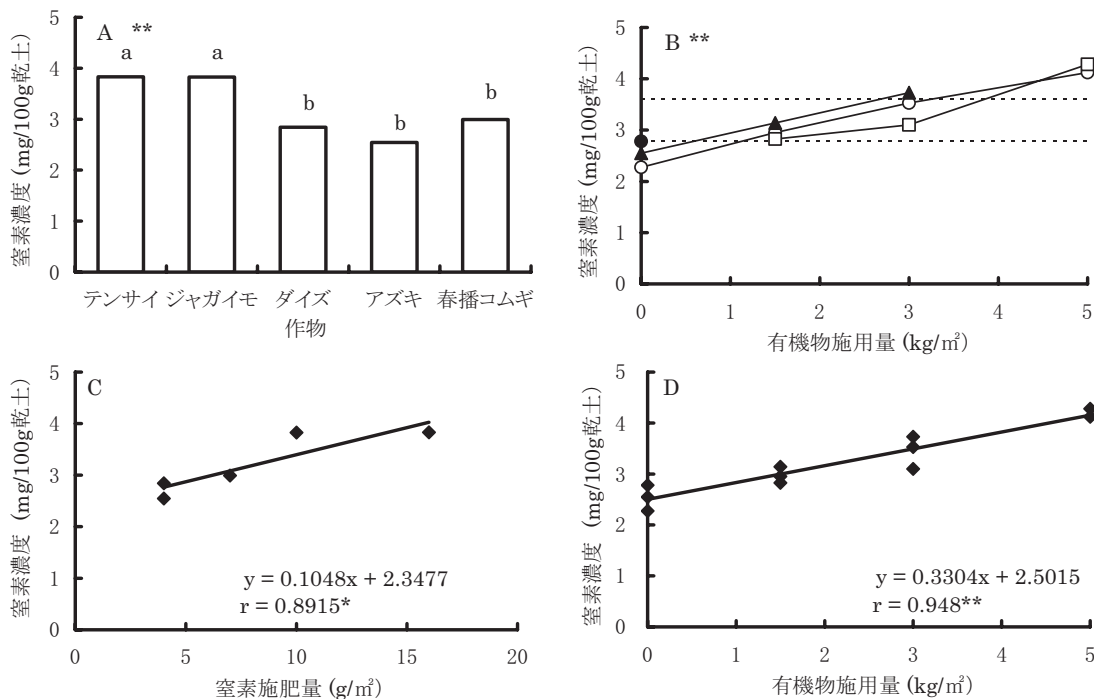 A **
a
a
b
b
b
5
4
3
2
1
0
窒素濃度 (mg/100g乾土)
テンサイ ジャガイモ ダイズ アズキ 春播コムギ
作物
B **
5
4
3
2
1
0
窒素濃度 (mg/100g乾土)
0 1 2 3 4 5
有機物施用量 (kg/㎡)
C
5
4
3
2
1
0
窒素濃度 (mg/100g乾土)
y = 0.1048x + 2.3477
r = 0.8915*
0 5 10 15 20
窒素施肥量 (g/㎡)
D
5
4
3
2
1
0
窒素濃度 (mg/100g乾土)
y = 0.3304x + 2.5015
r = 0.948**
0 1 2 3 4 5
有機物施用量 (kg/㎡)